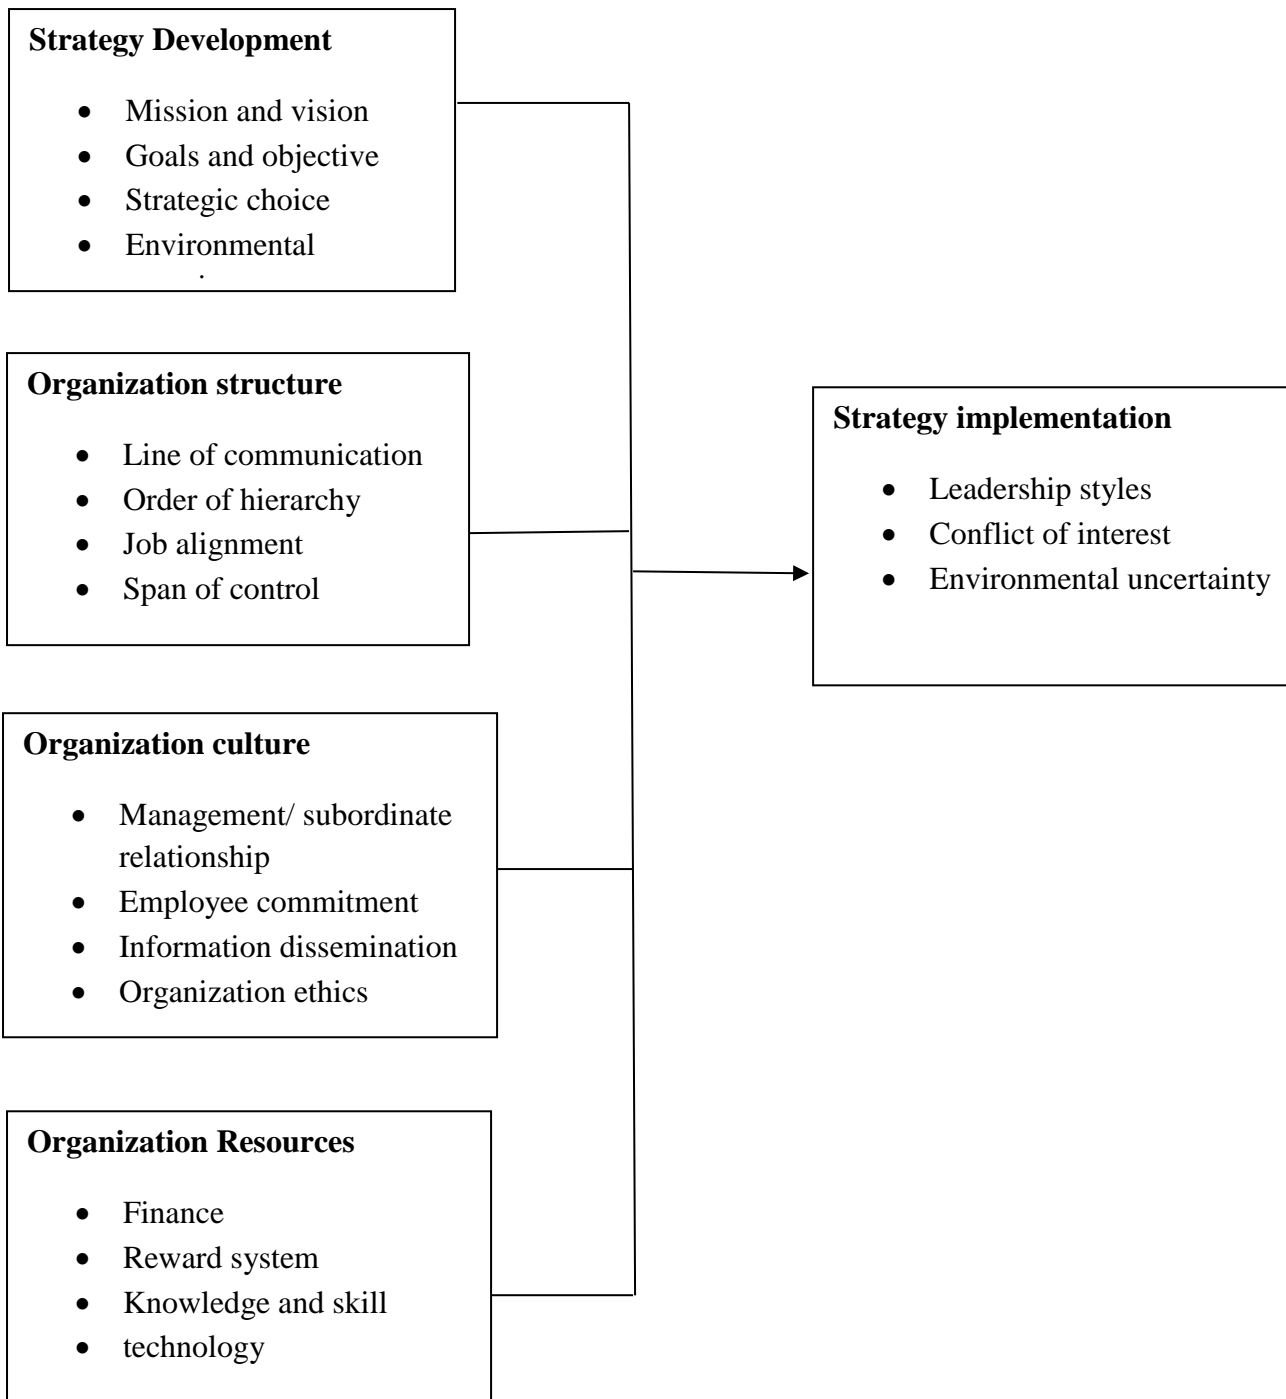 Strategy Development
• Mission and vision
• Goals and objective
• Strategic choice
• Environmental
Organization structure
• Line of communication
• Order of hierarchy
• Job alignment
• Span of control
Strategy implementation
• Leadership styles
• Conflict of interest
• Environmental uncertainty
Organization culture
• Management/ subordinate
relationship
• Employee commitment
• Information dissemination
• Organization ethics
Organization Resources
• Finance
• Reward system
• Knowledge and skill
• technology